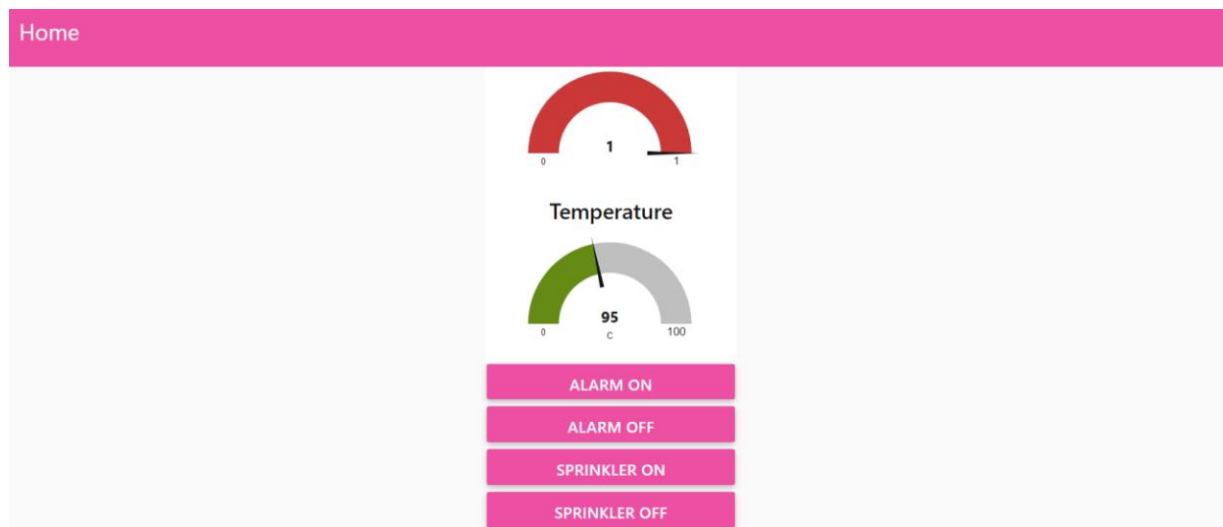 Home
1
0 1
Temperature
95
c
0 100
ALARM ON
ALARM OFF
SPRINKLER ON
SPRINKLER OFF